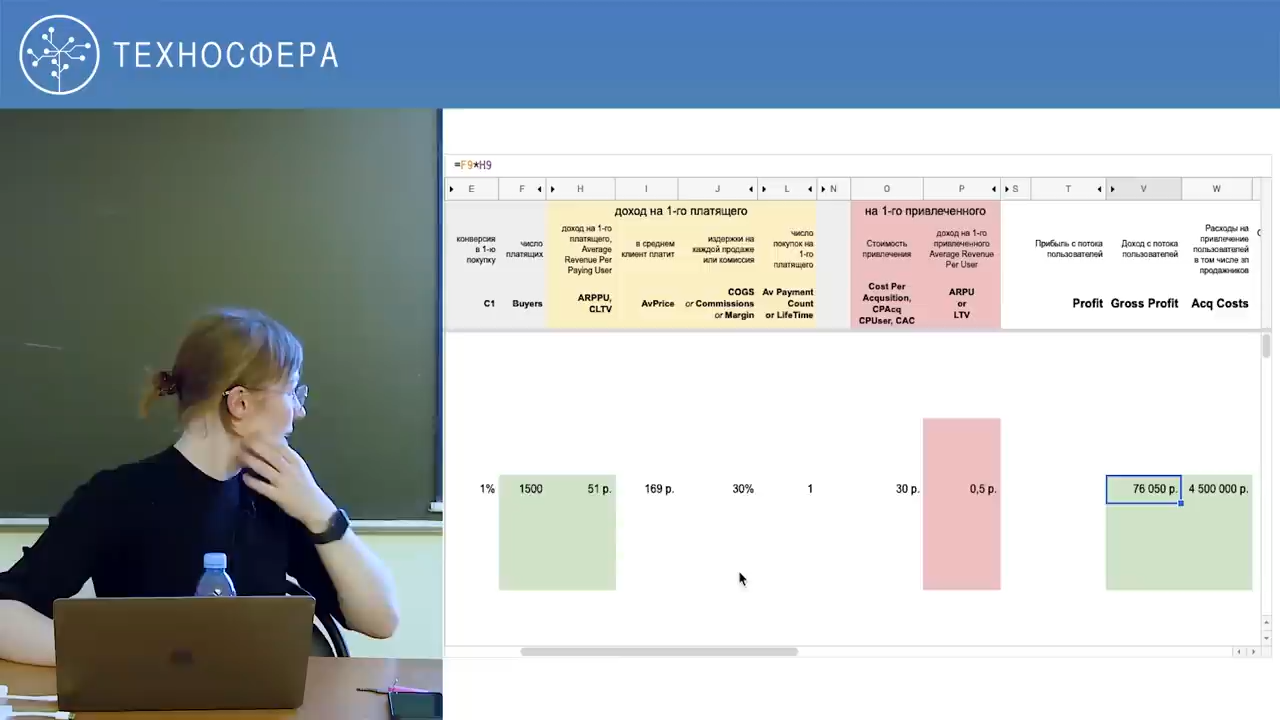 ТЕХНОСФЕРА
=F9*H9
E F H I J L N O P S T V W
доход на 1-го платящего
на 1-го привлеченного
конверсия
в 1-ю
покупку
число
платящих
доход на 1-го
платящих,
Average
Revenue Per
Paying User
в среднем
клиент платит
издержки на
каждой продаже
или комиссия
число
покупок на
1-го
платящего
Стоимость
привлечения
доход на 1-го
привлеченного
Average Revenue
Per User
Прибыль с потока
пользователей
Доход с потока
пользователей
Расходы на
привлечение
пользователей
в том числе зп
продажников
C1
Buyers
ARPPU,
CLTV
AvPrice
COGS
or Commissions
or Margin
Av Payment
Count
or LifeTime
Cost Per
Acqusition,
CPAcq
CPUser, CAC
ARPU
or
LTV
Profit
Gross Profit
Acq Costs
1% 1500 51 р. 169 р. 30% 1 30 р. 0,5 р. 76 050 р. 4 500 000 р.